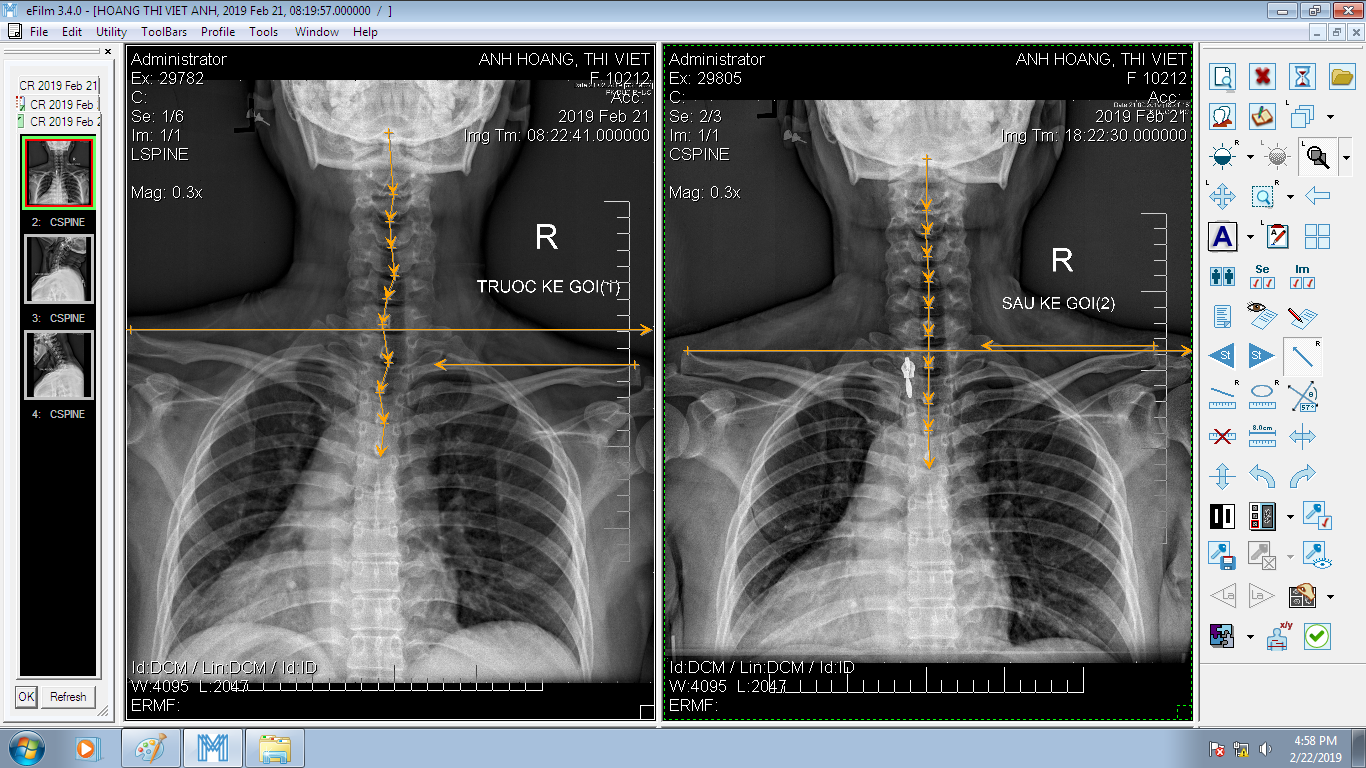 eFilm 3.4.0 - [HOANG THI VIET ANH, 2019 Feb 21, 08:19:57.000000 / ]
File Edit Utility ToolBars Profile Tools Window Help
CR 2019 Feb 21
CR 2019 Feb
CR 2019 Feb 2
2: CSPINE
3: CSPINE
4: CSPINE
OK Refresh
Administrator
Ex: 29782
C:
Se: 1/6
Im: 1/1
LSPINE
Mag: 0.3x
ANH HOANG, THI VIET
F 10212
Acc:
2019 Feb 21
Img Tm: 08:22:41.000000
R
TRUOC KE GOI(1)
Id:DCM / Lin:DCM / Id:ID
W:4095 L:2047
ERMF:
Administrator
Ex: 29805
C:
Se: 2/3
Im: 1/1
CSPINE
Mag: 0.3x
ANH HOANG, THI VIET
F 10212
Acc:
2019 Feb 21
Img Tm: 18:22:30.000000
R
SAU KE GOI(2)
Id:DCM / Lin:DCM / Id:ID
W:4095 L:2047
ERMF:
Se Im
St St
57°
8.0cm
La La
x/y
4:58 PM
2/22/2019